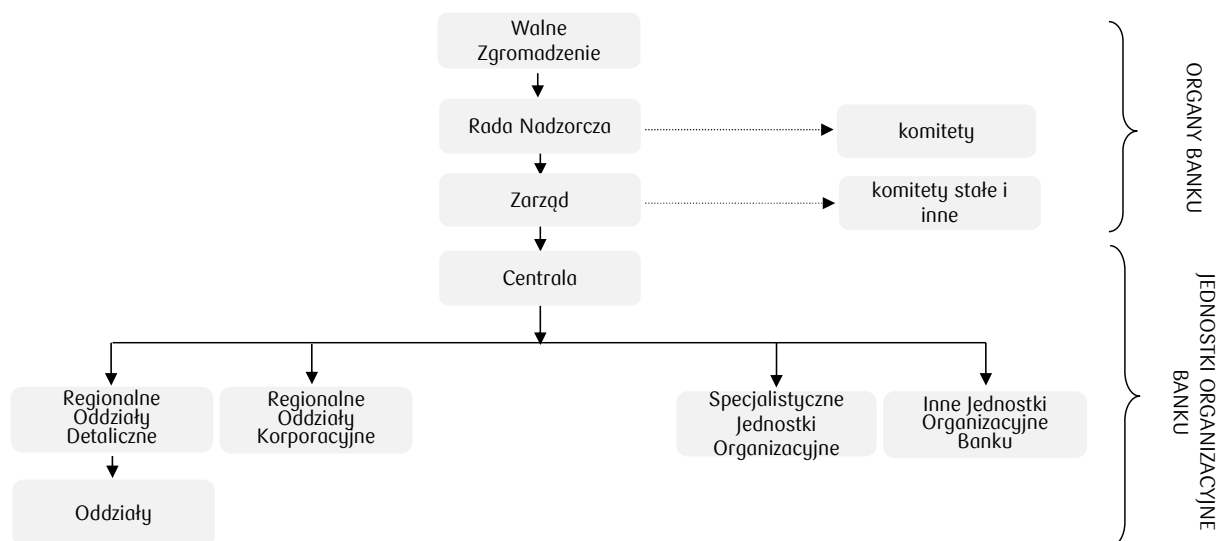 Walne
Zgromadzenie
Rada Nadzorcza
komitety
Zarząd
komitety stałe i
inne
ORGANY BANKU
Centrala
Regionalne
Oddziały
Detaliczne
Regionalne
Oddziały
Korporacyjne
Specjalistyczne
Jednostki
Organizacyjne
Inne Jednostki
Organizacyjne
Banku
Oddziały
JEDNOSTKI ORGANIZACYJNE
BANKU